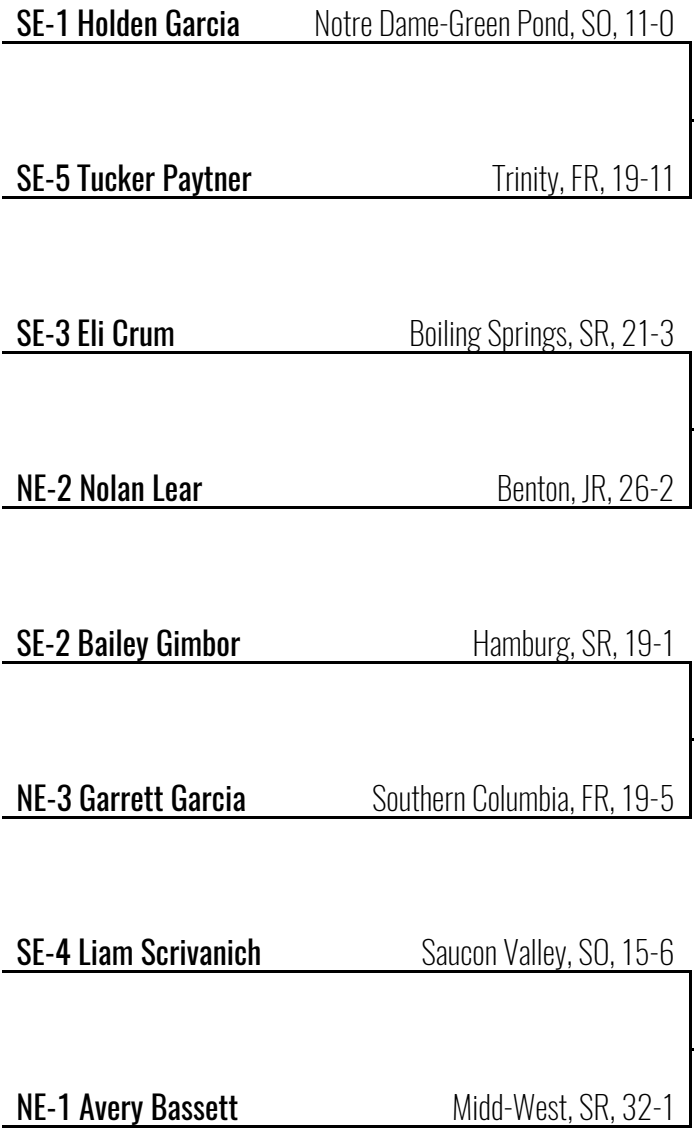 SE-1 Holden Garcia Notre Dame-Green Pond, SO, 11-0
SE-5 Tucker Paytner Trinity, FR, 19-11
SE-3 Eli Crum Boiling Springs, SR, 21-3
NE-2 Nolan Lear Benton, JR, 26-2
SE-2 Bailey Gimbor Hamburg, SR, 19-1
NE-3 Garrett Garcia Southern Columbia, FR, 19-5
SE-4 Liam Scrivanich Saucon Valley, SO, 15-6
NE-1 Avery Bassett Midd-West, SR, 32-1